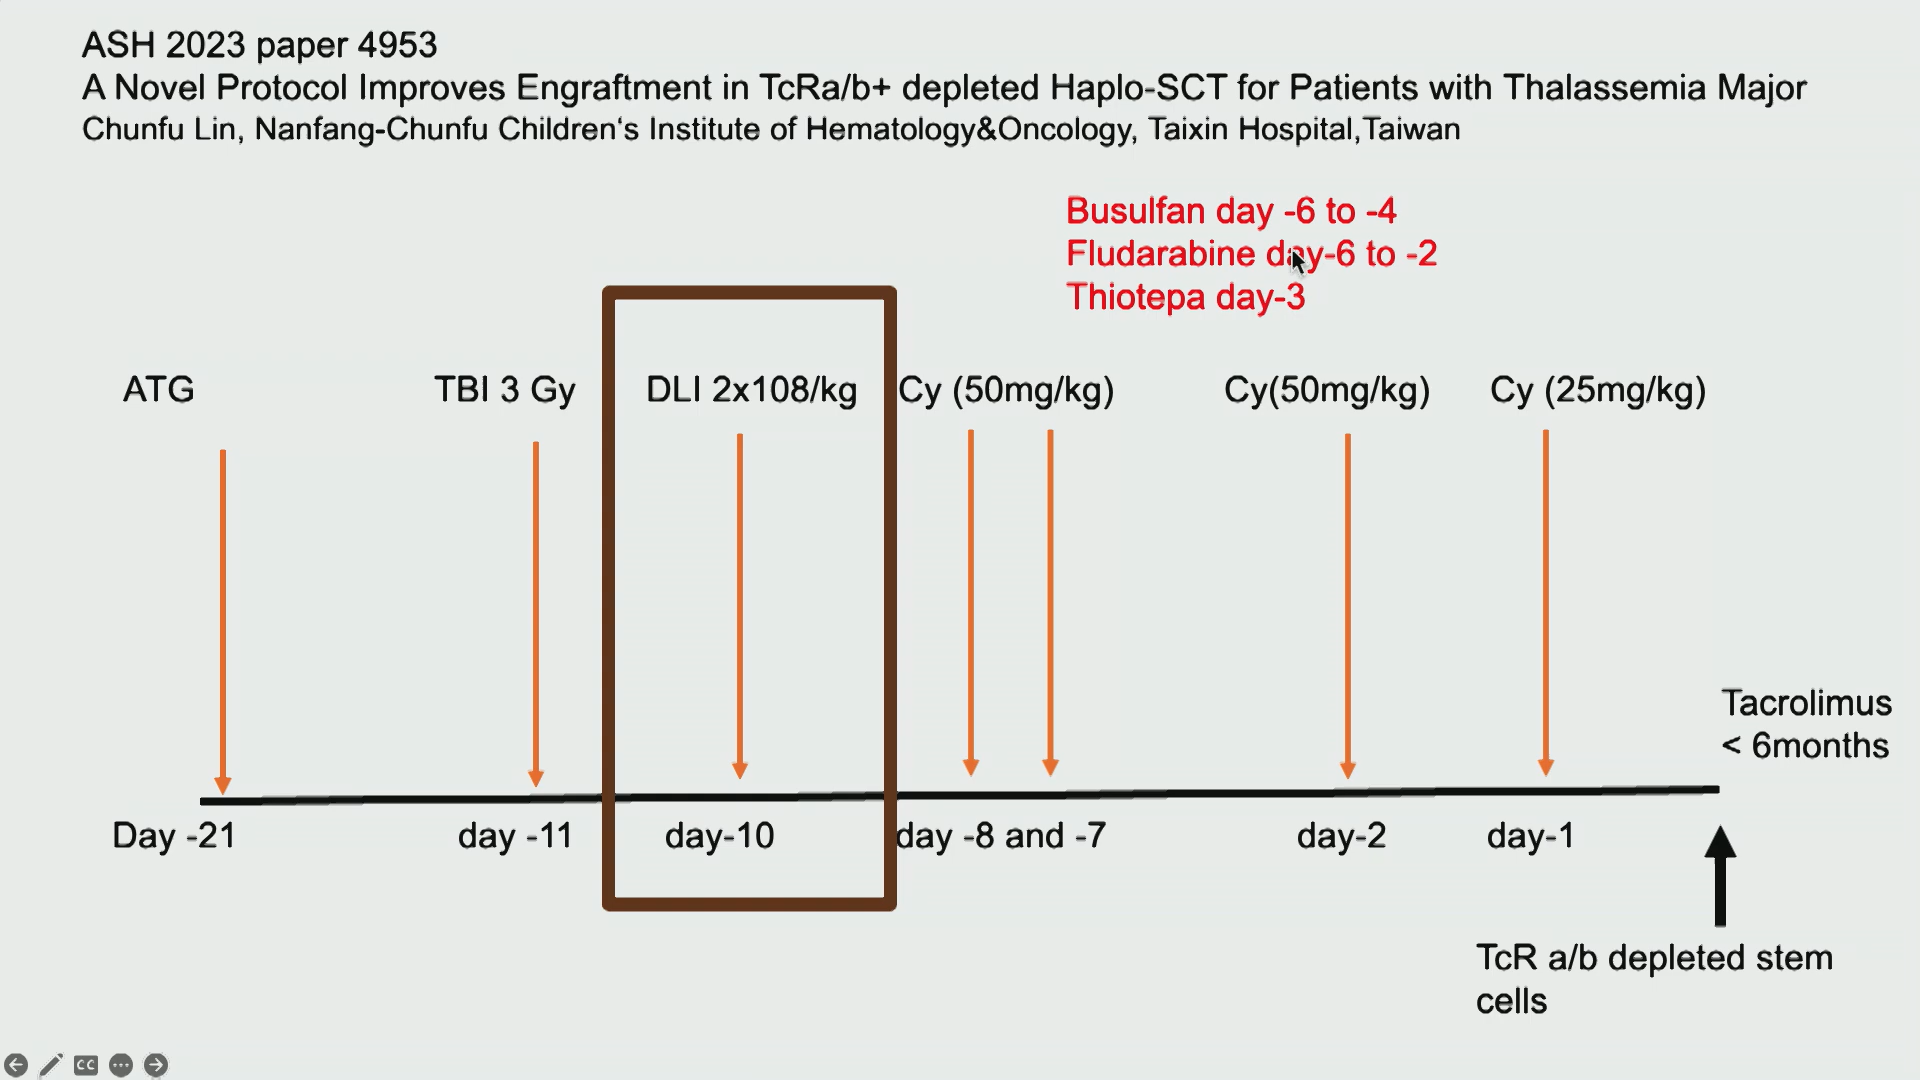 ASH 2023 paper 4953
A Novel Protocol Improves Engraftment in TcRa/b+ depleted Haplo-SCT for Patients with Thalassemia Major
Chunfu Lin, Nanfang-Chunfu Children‘s Institute of Hematology&Oncology, Taixin Hospital,Taiwan
Busulfan day -6 to -4
Fludarabine day-6 to -2
Thiotepa day-3
ATG
TBI 3 Gy
DLI 2x108/kg
Cy (50mg/kg)
Cy(50mg/kg)
Cy (25mg/kg)
Tacrolimus
< 6months
Day -21
day -11
day-10
day -8 and -7
day-2
day-1
TcR a/b depleted stem
cells
CC